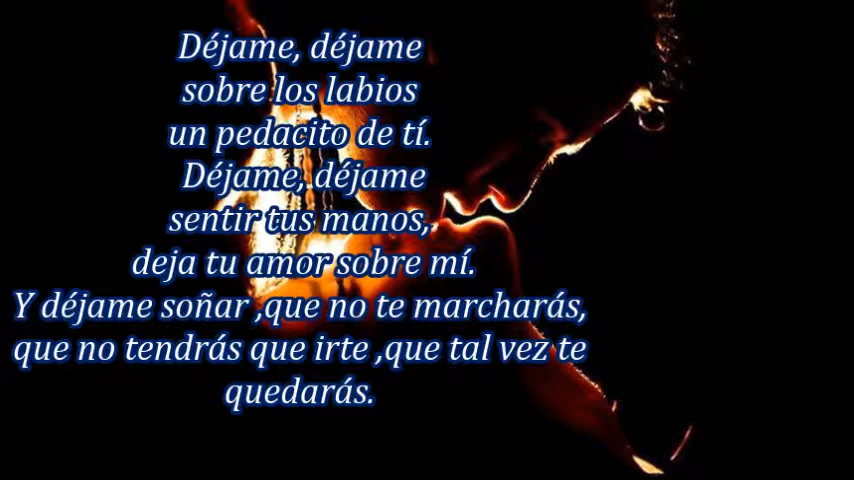 Déjame, déjame
sobre los labios
un pedacito de tí.
Déjame, déjame
sentir tus manos,
deja tu amor sobre mí.
Y déjame soñar ,que no te marcharás,
que no tendrás que irte ,que tal vez te
quedarás.